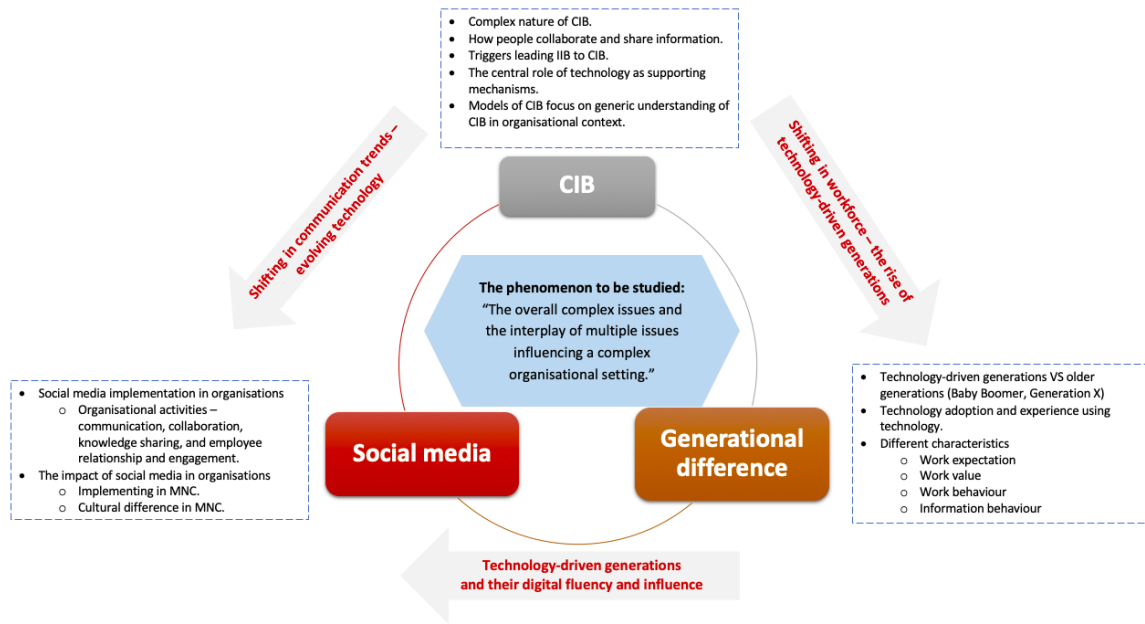 • Complex nature of CIB.
• How people collaborate and share information.
• Triggers leading IIB to CIB.
• The central role of technology as supporting
mechanisms.
• Models of CIB focus on generic understanding of
CIB in organisational context.
Shifting in communication trends –
evolving technology
Shifting in workforce – the rise of
technology-driven generations
CIB
The phenomenon to be studied:
“The overall complex issues and
the interplay of multiple issues
influencing a complex
organisational setting.”
• Social media implementation in organisations
o Organisational activities –
communication, collaboration,
knowledge sharing, and employee
relationship and engagement.
• The impact of social media in organisations
o Implementing in MNC.
o Cultural difference in MNC.
Social media
Generational
difference
• Technology-driven generations VS older
generations (Baby Boomer, Generation X)
• Technology adoption and experience using
technology.
• Different characteristics
o Work expectation
o Work value
o Work behaviour
o Information behaviour
Technology-driven generations
and their digital fluency and influence